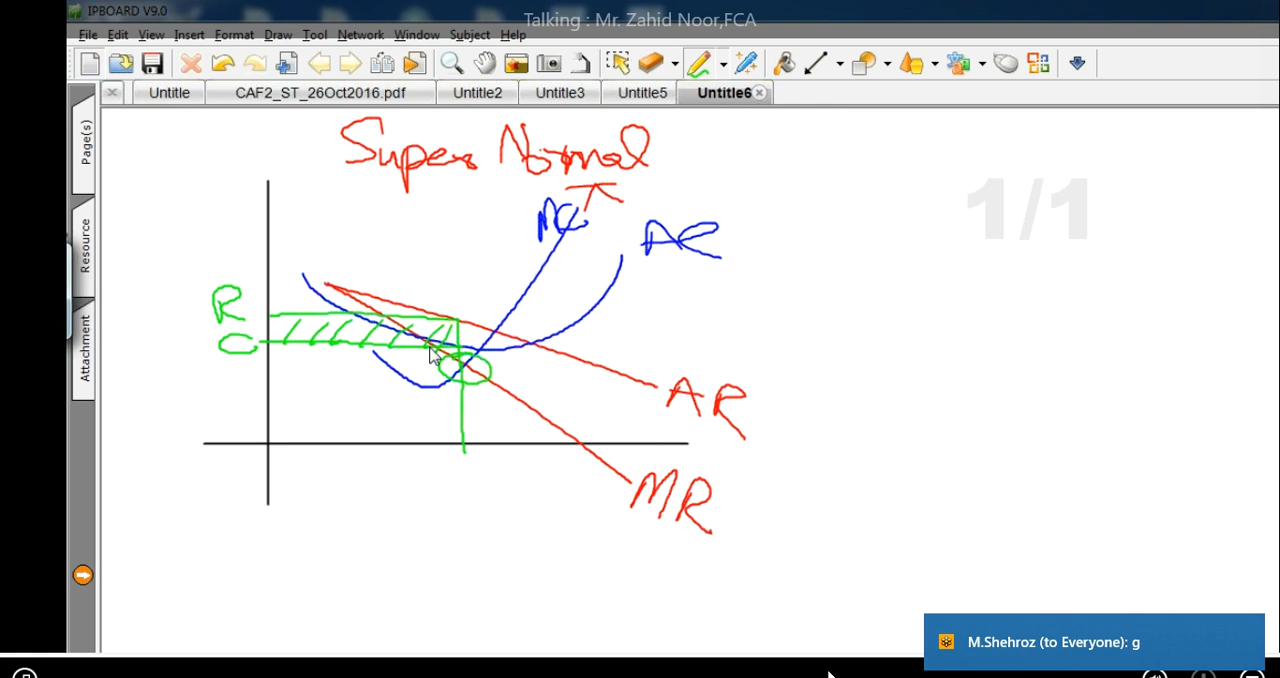 IPBOARD V9.0
Talking : Mr. Zahid Noor,FCA
File Edit View Insert Format Draw Tool Network Window Subject Help
Untitle CAF2_ST_26Oct2016.pdf Untitle2 Untitle3 Untitle5 Untitle6
Page(s)
Resource
Attachment
Super Normal
1/1
MC
AC
R
C
AR
MR
M.Shehroz (to Everyone): g